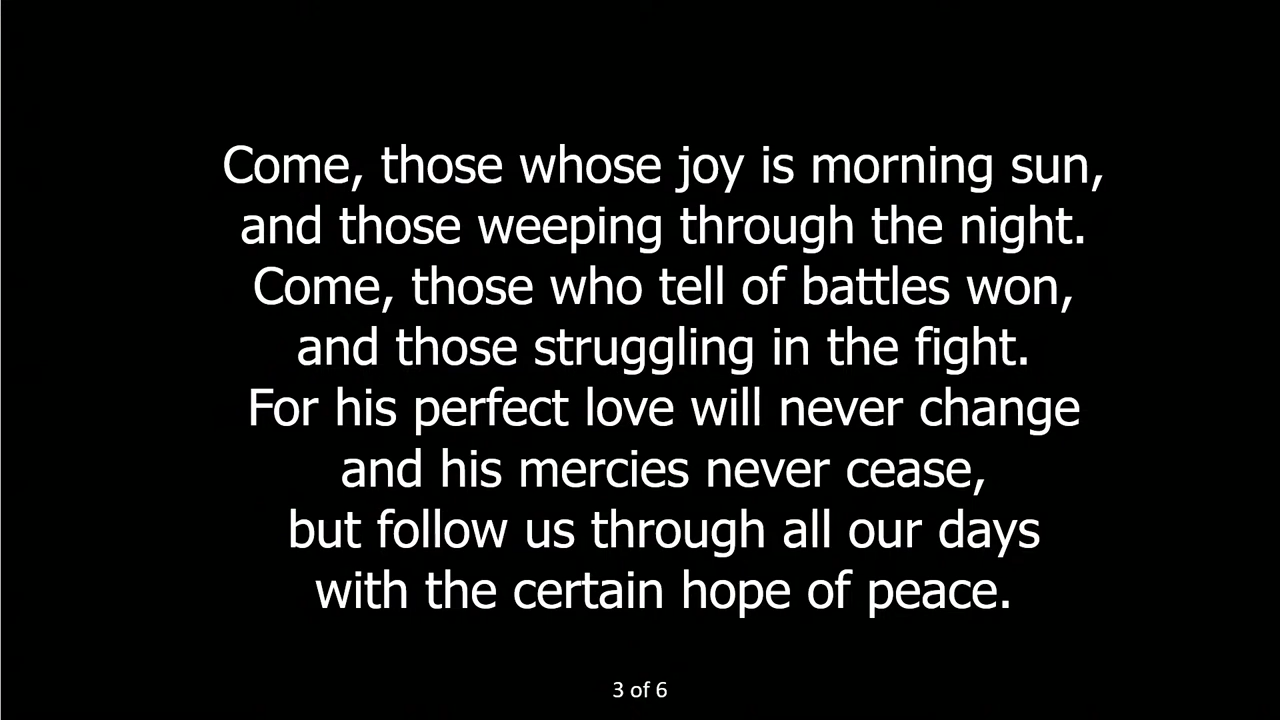 Come, those whose joy is morning sun,
and those weeping through the night.
Come, those who tell of battles won,
and those struggling in the fight.
For his perfect love will never change
and his mercies never cease,
but follow us through all our days
with the certain hope of peace.
3 of 6